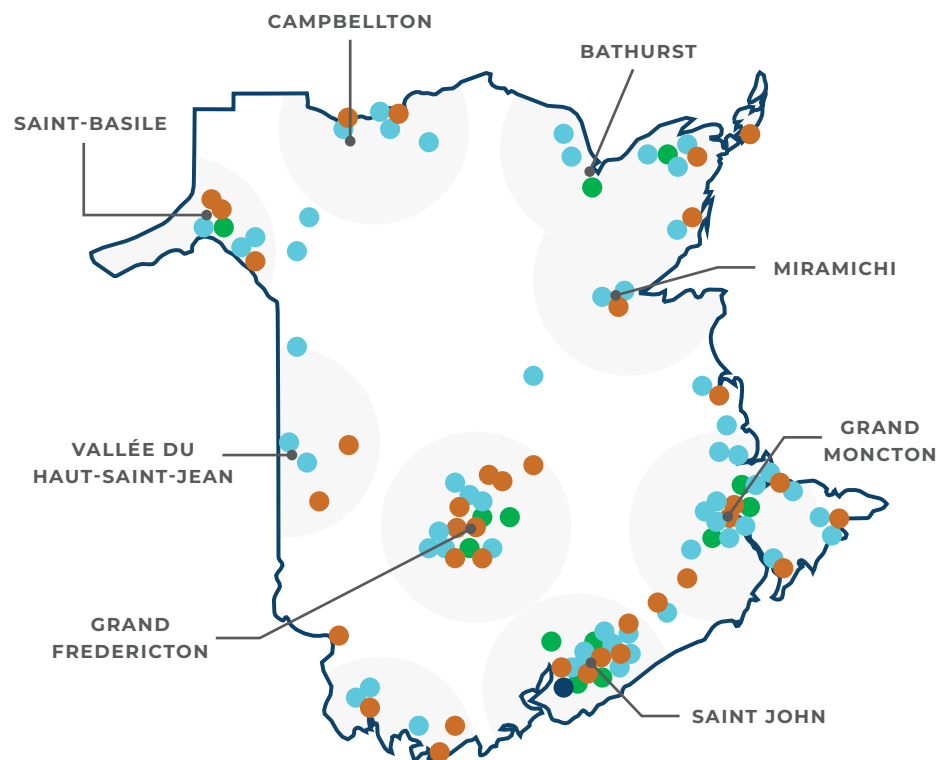 CAMPBELLTON
BATHURST
SAINT-BASILE
MIRAMICHI
VALLÉE DU
HAUT-SAINT-JEAN
GRAND
MONCTON
GRAND
FREDERICTON
SAINT JOHN